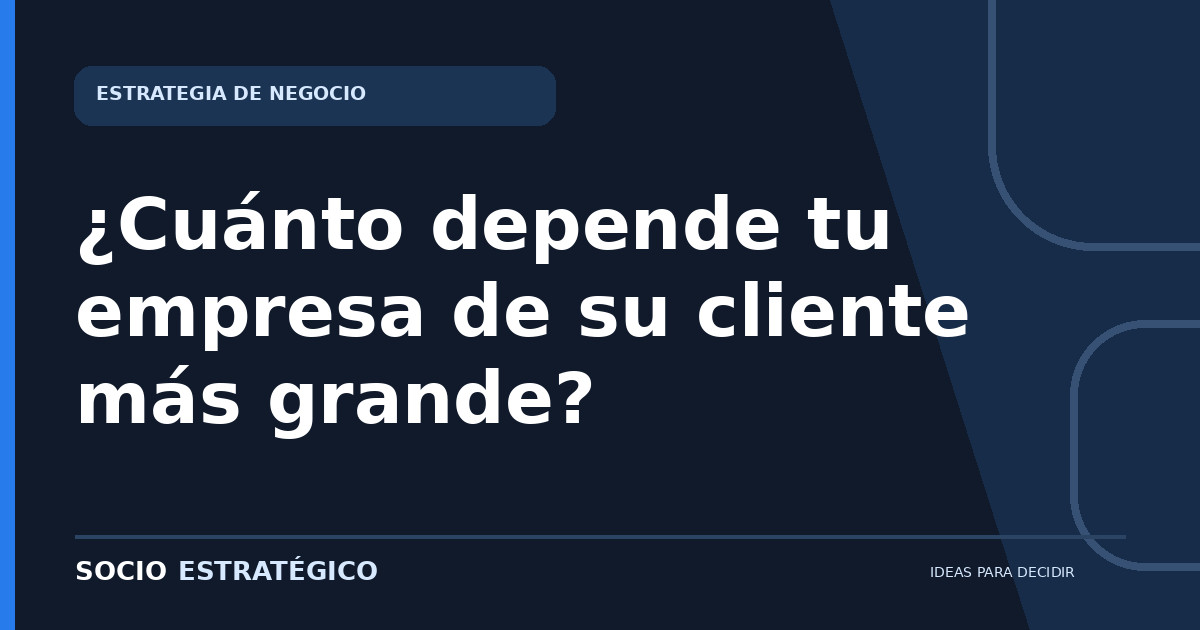 ESTRATEGIA DE NEGOCIO
¿Cuánto depende tu
empresa de su cliente
más grande?
SOCIO ESTRATÉGICO
IDEAS PARA DECIDIR